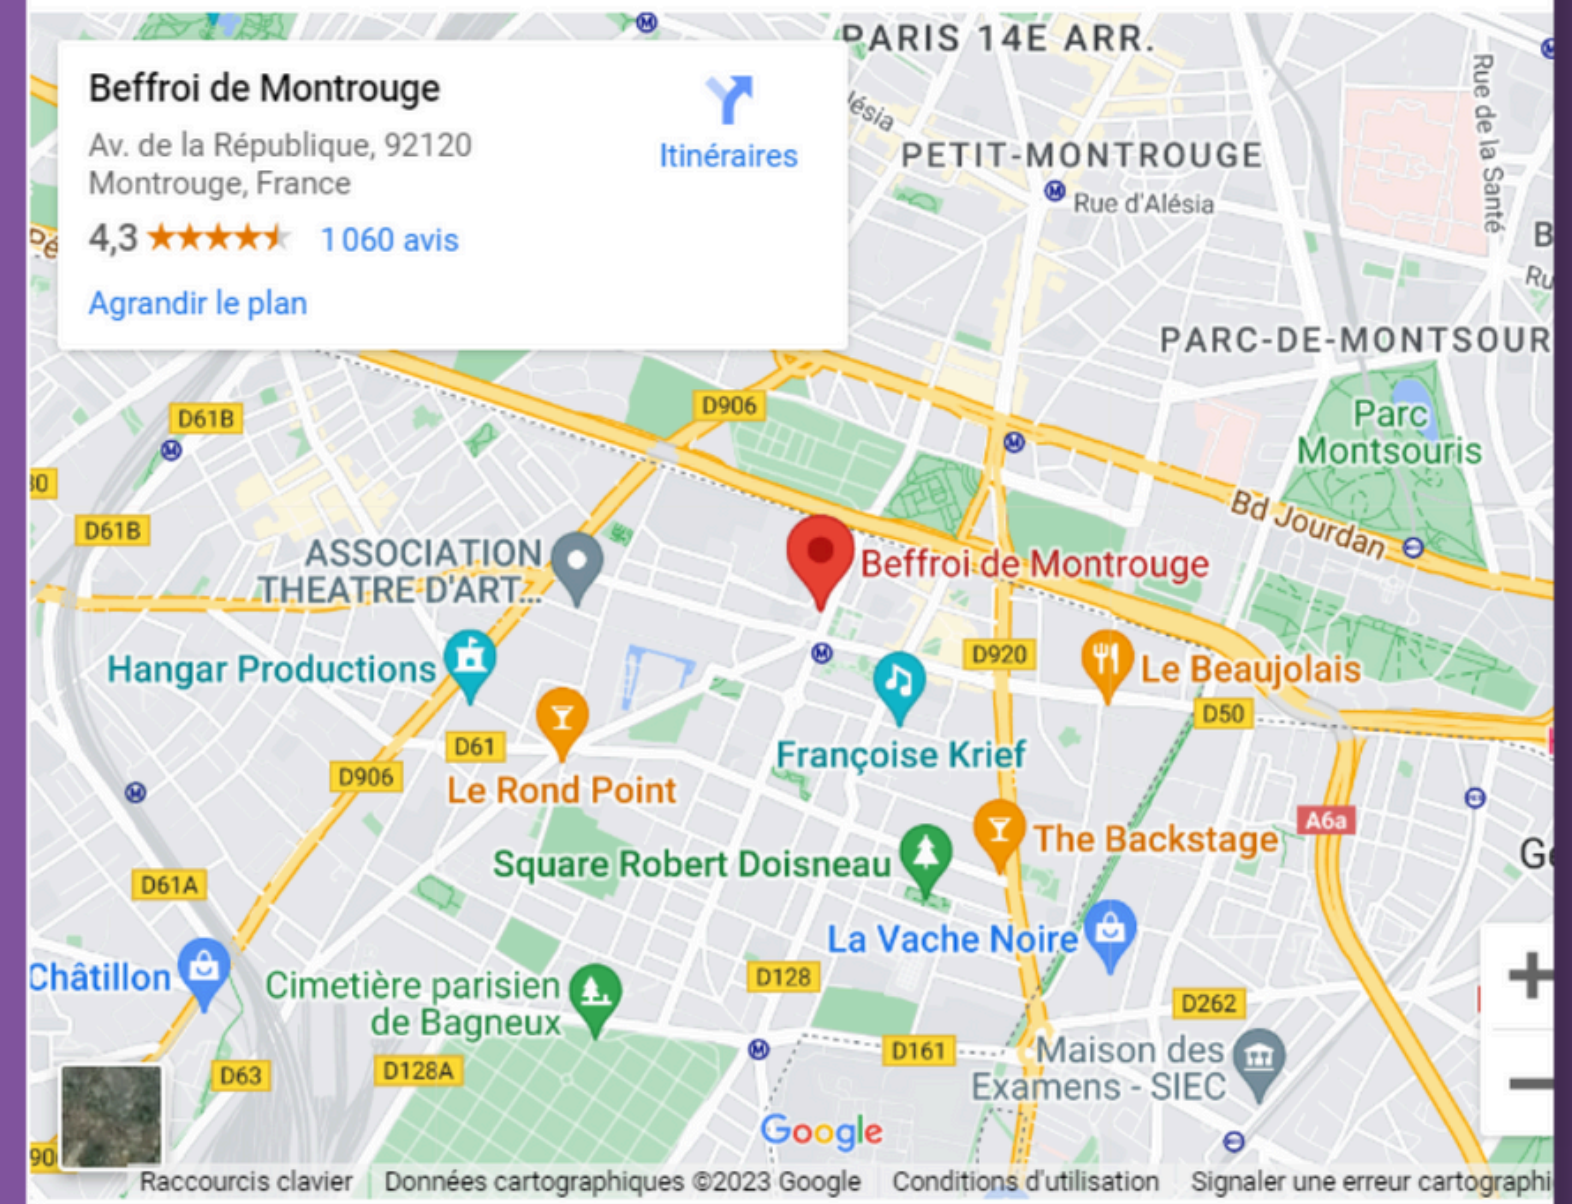 PARIS 14E ARR.
Beffroi de Montrouge
Av. de la République, 92120
Montrouge, France
4,3
1 060 avis
Agrandir le plan
Itinéraires
PETIT-MONTROUGE
Rue d'Alésia
Rue de la Santé
PARC-DE-MONTSOUR
Parc
Montsouris
D906
D61B
D61B
Bd Jourdan
ASSOCIATION
THEATRE D'ART...
Beffroi de Montrouge
Hangar Productions
D920
Le Beaujolais
D50
D61
Françoise Krief
D906
Le Rond Point
A6a
The Backstage
Square Robert Doisneau
D61A
La Vache Noire
Châtillon
Cimetière parisien
de Bagneux
D128
D262
D161
Maison des
Examens - SIEC
D63
D128A
Google
Raccourcis clavier
Données cartographiques ©2023 Google
Conditions d'utilisation
Signaler une erreur cartographi